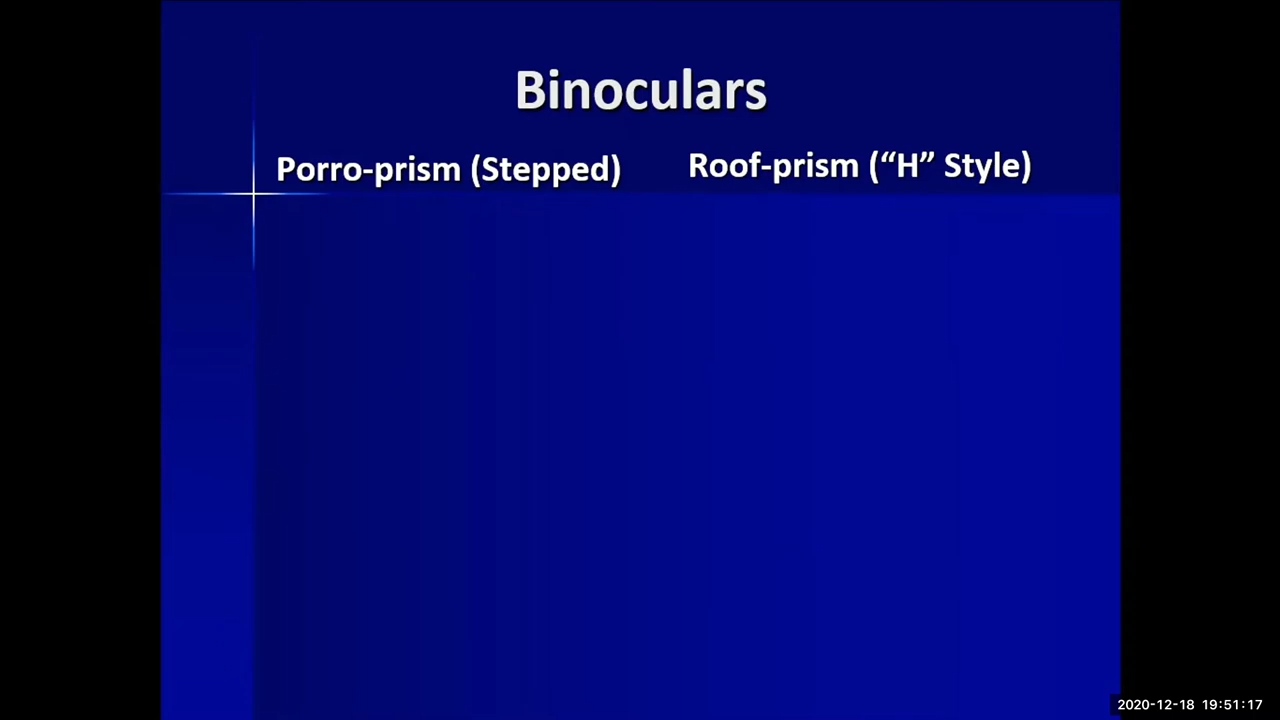 Binoculars
Porro-prism (Stepped)
Roof-prism (“H” Style)
2020-12-18 19:51:17